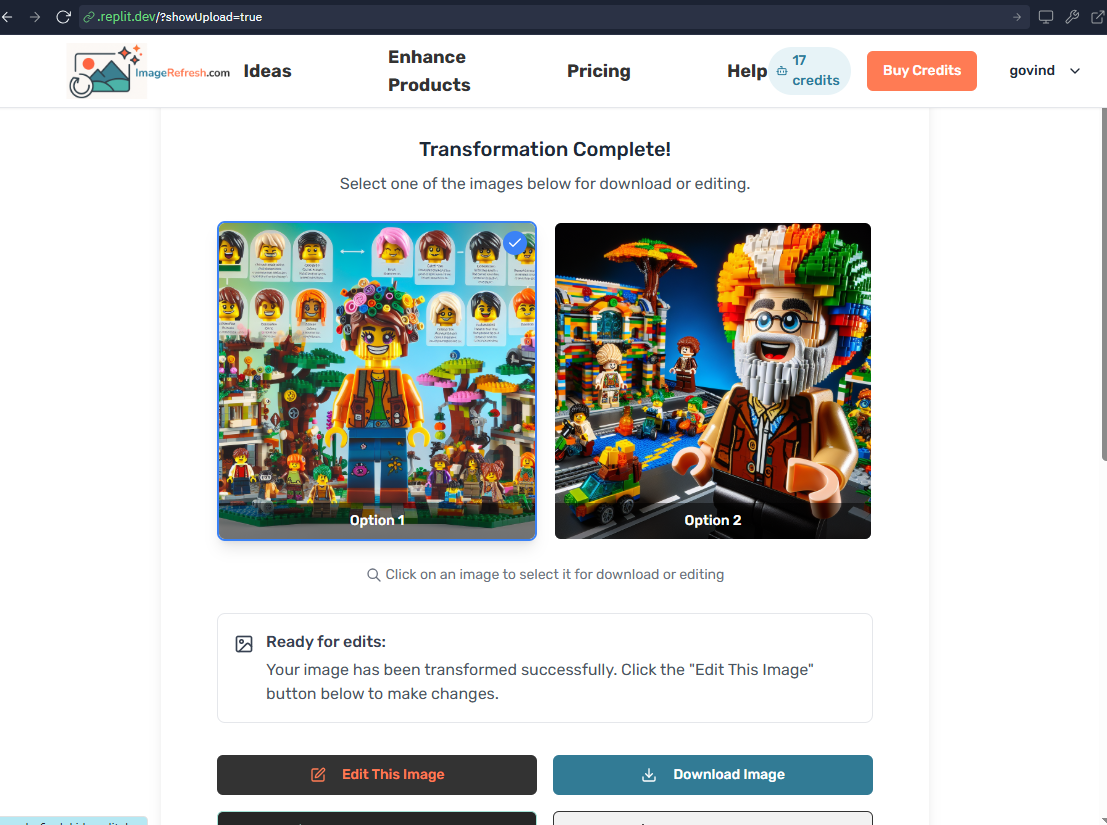 .replit.dev/?showUpload=true
ImageRefresh.com
Ideas
Enhance
Products
Pricing
Help
17
credits
Buy Credits
govind
Transformation Complete!
Select one of the images below for download or editing.
Option 1
Option 2
Click on an image to select it for download or editing
Ready for edits:
Your image has been transformed successfully. Click the "Edit This Image"
button below to make changes.
Edit This Image
Download Image